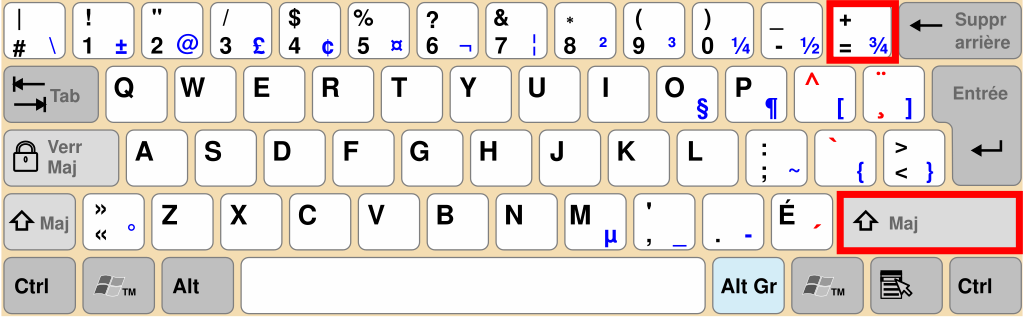 | ! " / $ % ? & * ( ) _ +
# \ 1 ± 2 @ 3 £ 4 ¢ 5 ¤ 6 ¬ 7 ¦ 8 ² 9 ³ 0 ¼ - ½ = ¾
Suppr
arrière
Tab Q W E R T Y U I O § P ¶ ^ [ ¨ ¸ ] Entrée
Verr
Maj
A S D F G H J K L : ; ~ ` { > < }
Maj » « ° Z X C V B N M µ ' , _ . - É ´ Maj
Ctrl TM Alt Alt Gr TM Ctrl